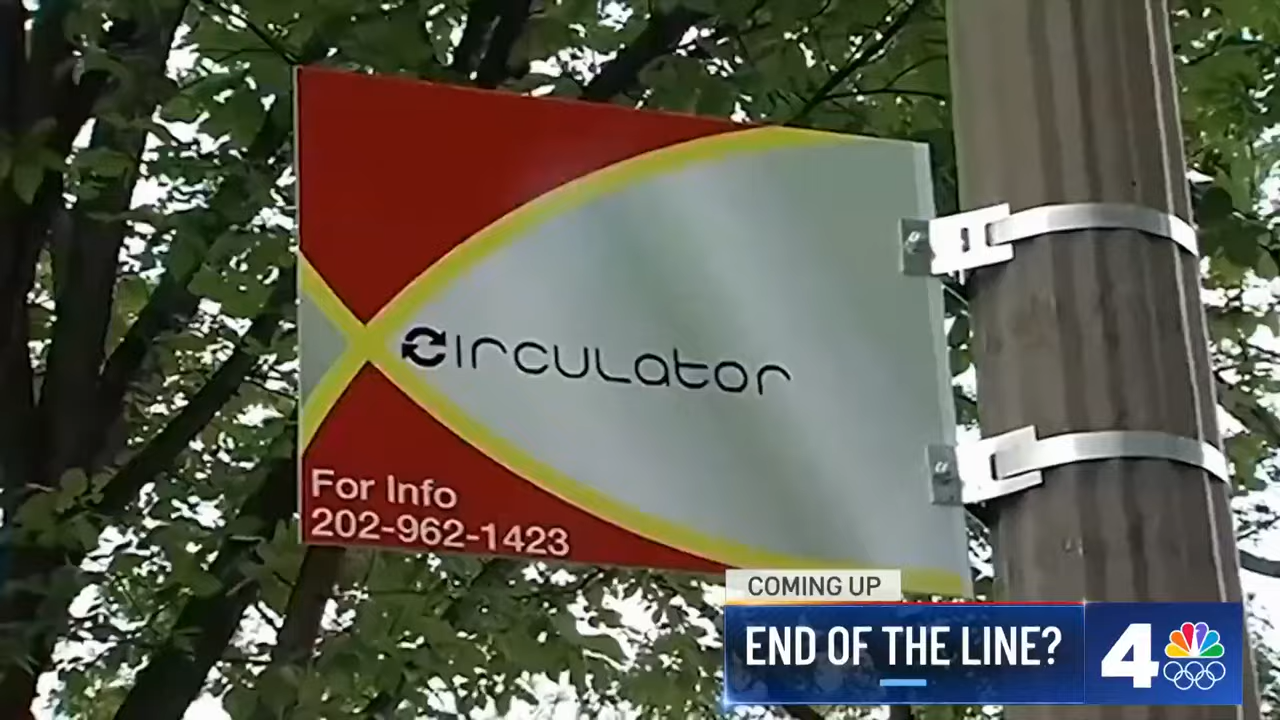 Circulator
For Info
202-962-1423
COMING UP
END OF THE LINE?
4